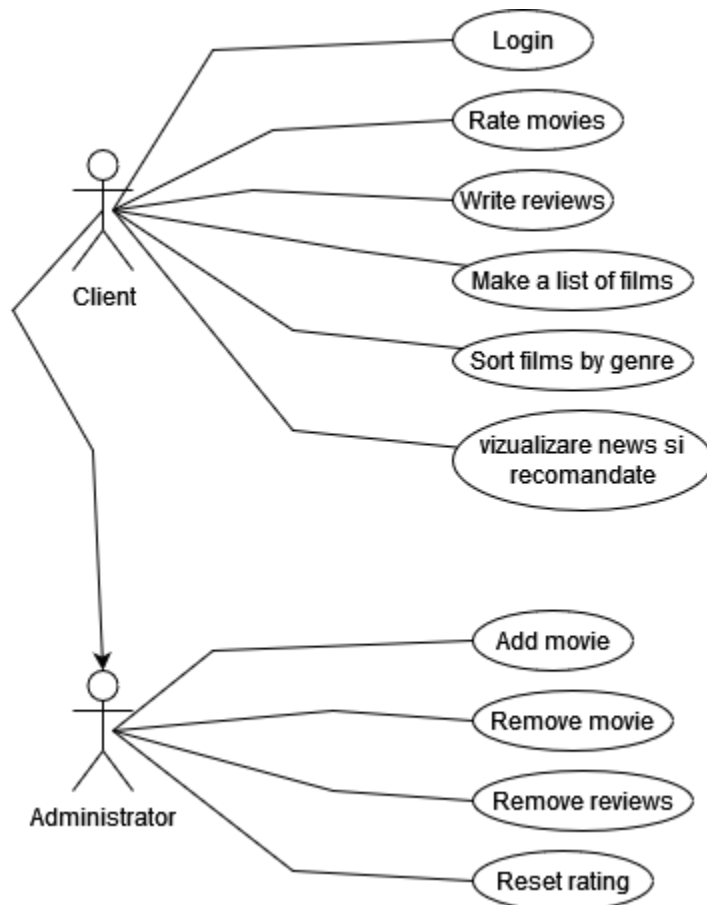 Login
Rate movies
Write reviews
Make a list of films
Client
Sort films by genre
vizualizare news si
recomandate
Add movie
Remove movie
Remove reviews
Administrator
Reset rating